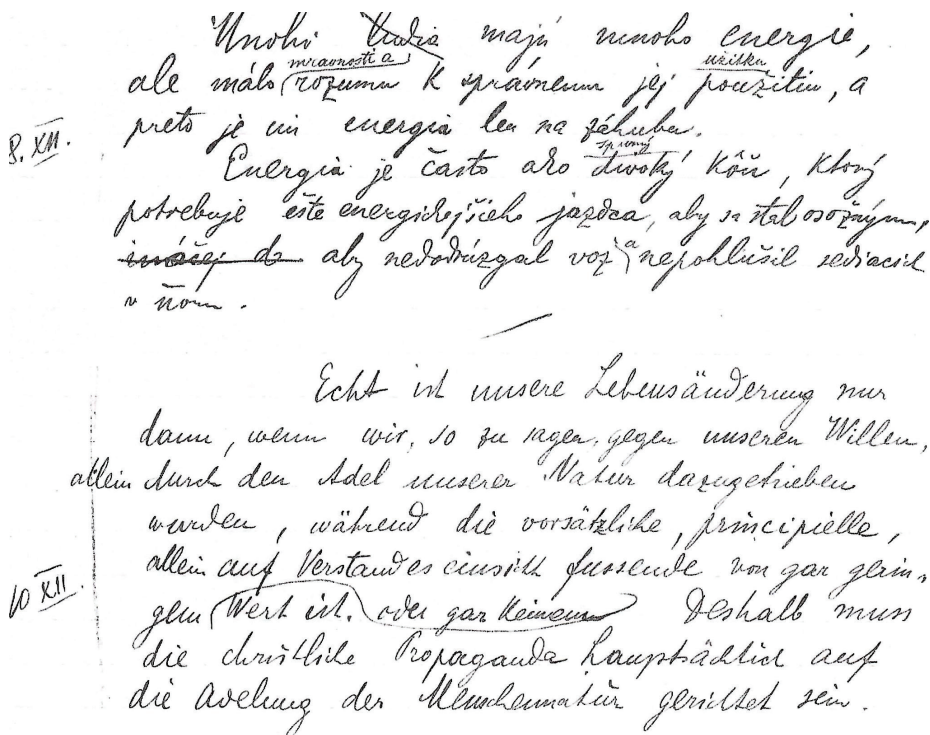 Mnohí ľudia majú mnoho energie,
mravnosti a užitku,
ale málo rozumu k správnemu jej použitiu, a
preto je im energia len na záhubu.
8. XII.
Energia je často ako divoký kôň, ktorý
potrebuje ešte energickejšieho jazdca, aby sa stal osožným,
ináčej aby nedodrúzgal voz a nepohlušil sediacich
v ňom.
Echt ist unsere Lebensänderung nur
dann, wenn wir, so zu sagen, gegen unseren Willen,
allein durch den Adel unserer Natur dazugetrieben
wurden, während die vorsätzliche, principielle,
allein auf Verstandeseinsicht fussende von gar gerin-
10 XII.
gem Wert ist. oder gar keinem Deshalb muss
die christliche Propaganda hauptsächlich auf
die Adelung der Menschennatur gerichtet sein.